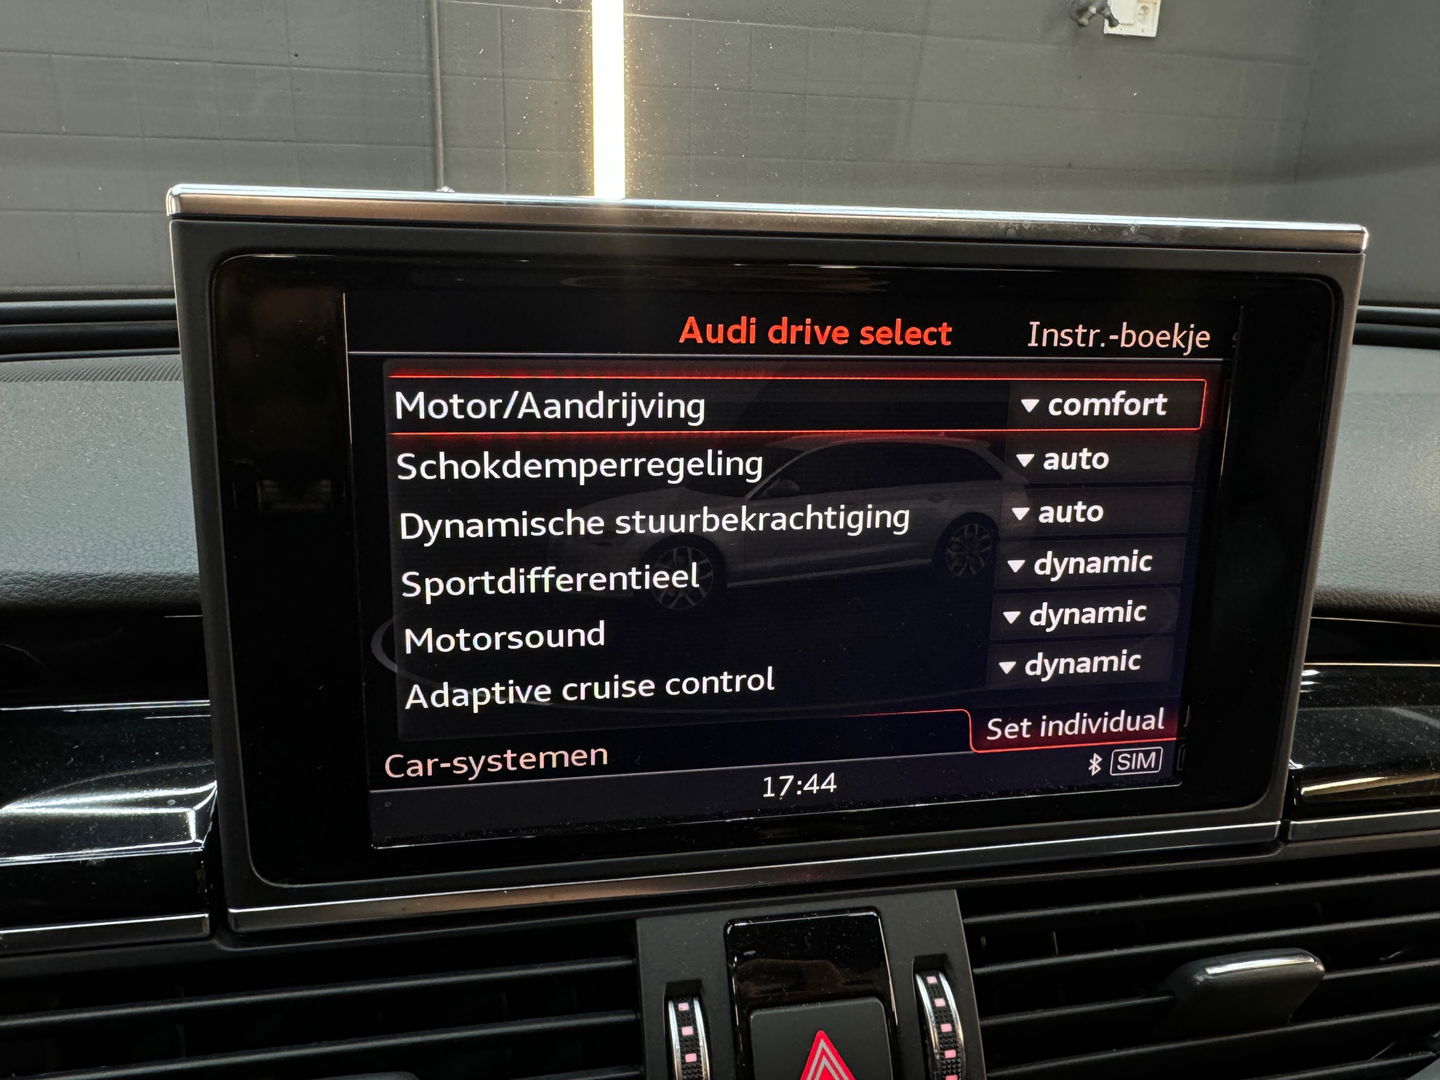 Audi drive select Instr.-boekje
Motor/Aandrijving comfort
Schokdemperregeling auto
Dynamische stuurbekrachtiging auto
Sportdifferentieel dynamic
Motorsound dynamic
Adaptive cruise control dynamic
Set individual
Car-systemen
17:44 SIM